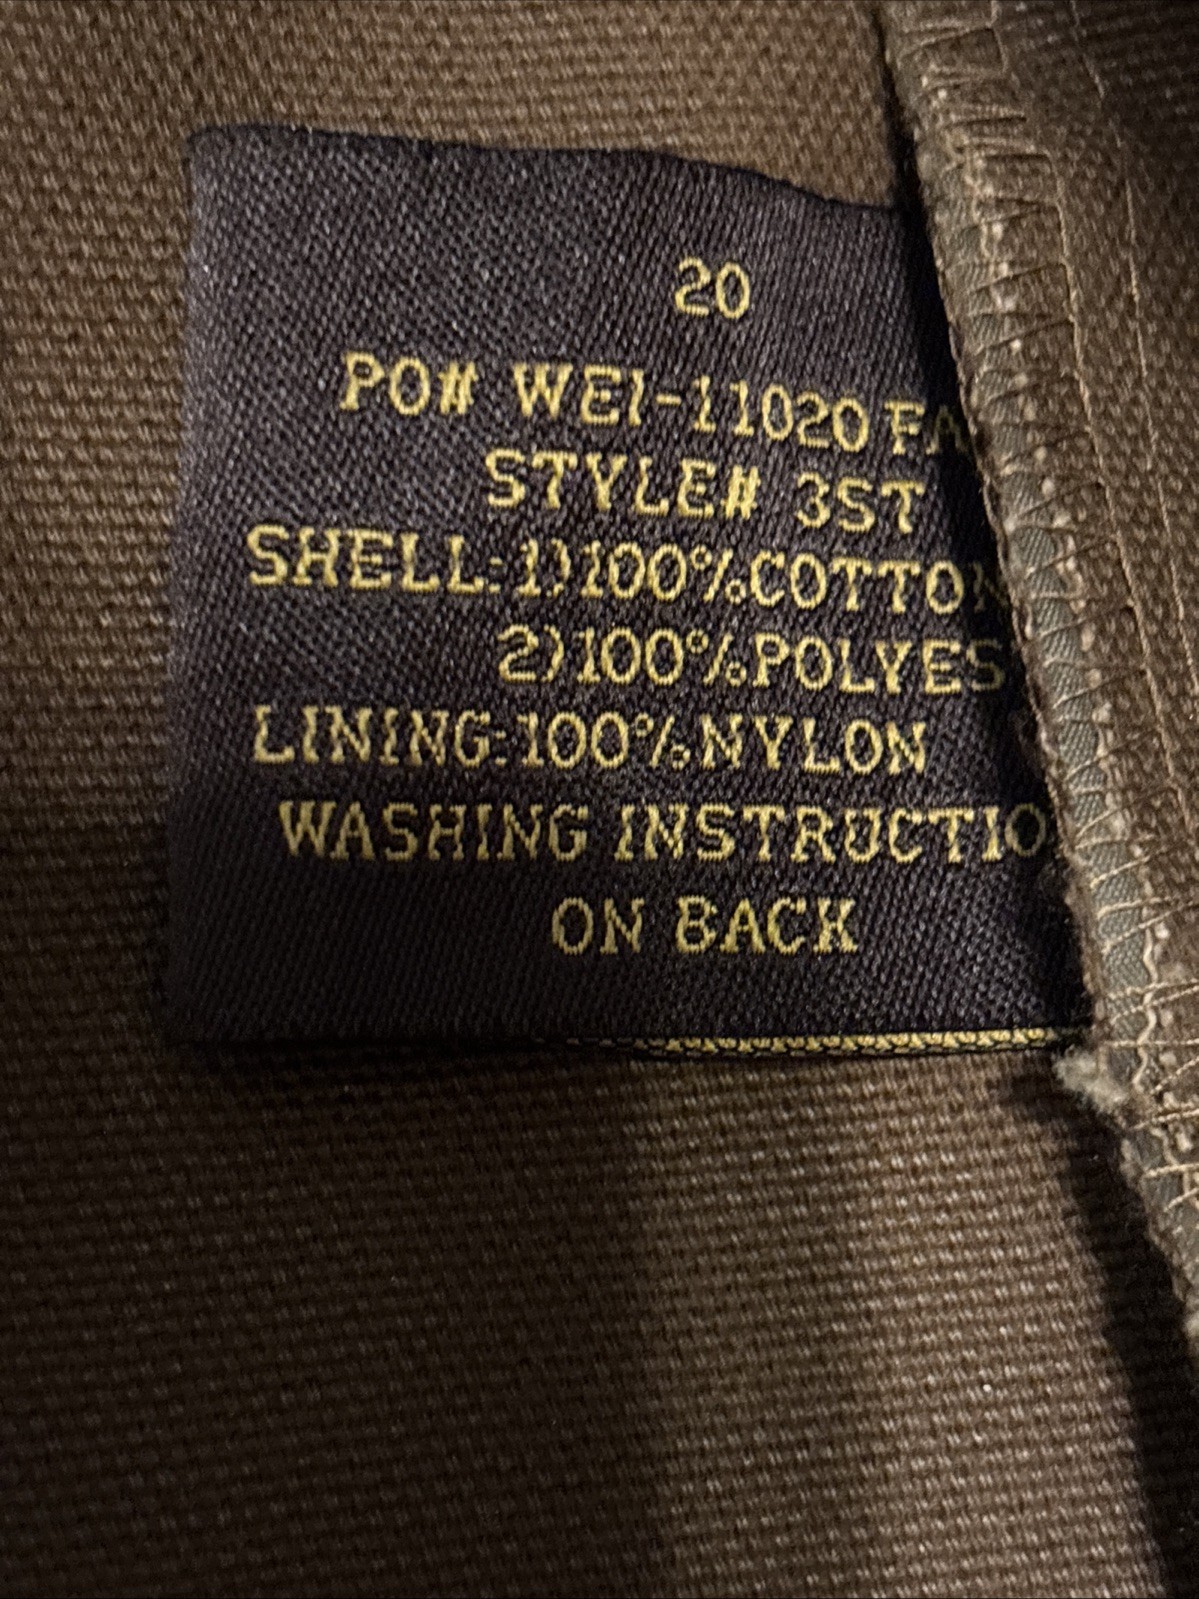 20
PO# WEI-11020 FA
STYLE# 3ST
SHELL: 1)100%COTTON
2)100%POLYES
LINING:100%NYLON
WASHING INSTRUCTIO
ON BACK